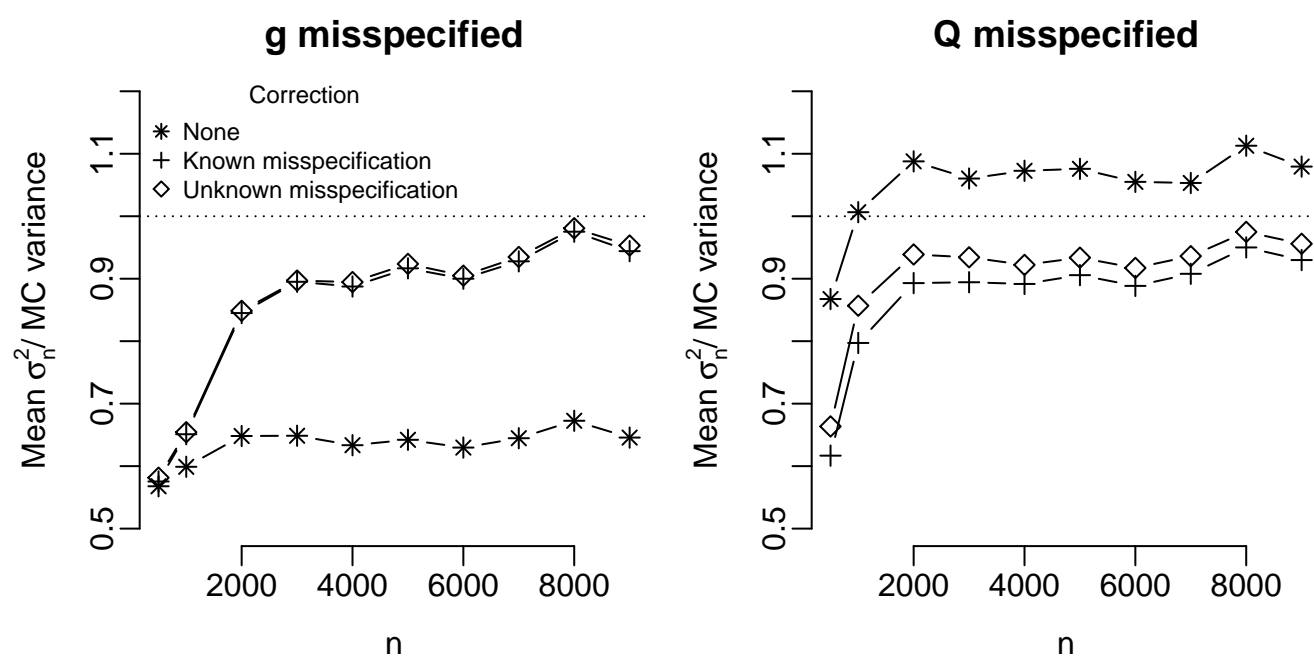 g misspecified
Correction
None
Known misspecification
Unknown misspecification
Mean σ²ₙ/ MC variance
0.5 0.7 0.9 1.1
2000 4000 6000 8000
n
Q misspecified
Mean σ²ₙ/ MC variance
0.5 0.7 0.9 1.1
2000 4000 6000 8000
n